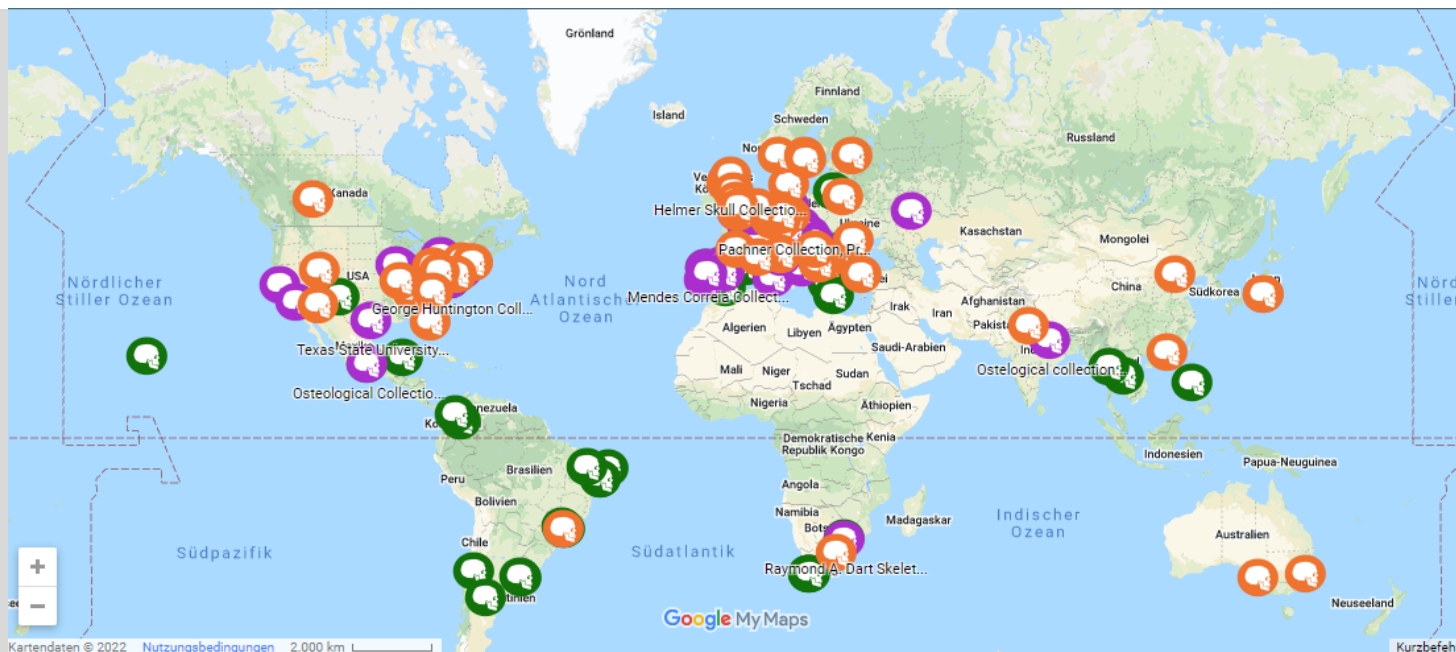 Grönland
Finnland
Island
Schweden
Russland
Kanada
Helmer Skull Collectio...
Ukraine
Kasachstan
Pachner Collection, Pr...
Mongolei
Nördlicher
Stiller Ozean
USA
Nord
Atlantische
Ozean
Mendes Correia Collect...
George Huntington Coll...
China
Südkorea
Afghanistan
Irak
Iran
Pakist
Algerien
Libyen
Ägypten
Texas State University...
Saudi-Arabien
Osteological Collectio...
Ostelogical collection
Mali
Niger
Sudan
Tschad
Nigeria
Äthiopien
Demokratische
Republik Kongo
Kenia
Indonesien
Papua-Neuguinea
Brasilien
Peru
Angola
Bolivien
Namibia
Madagaskar
Indischer
Ozean
Australien
Chile
Südpazifik
Südatlantik
Raymond A. Dart Skelet...
Neuseeland
Google My Maps
Kartendaten © 2022 Nutzungsbedingungen 2.000 km
Kurzbefeh